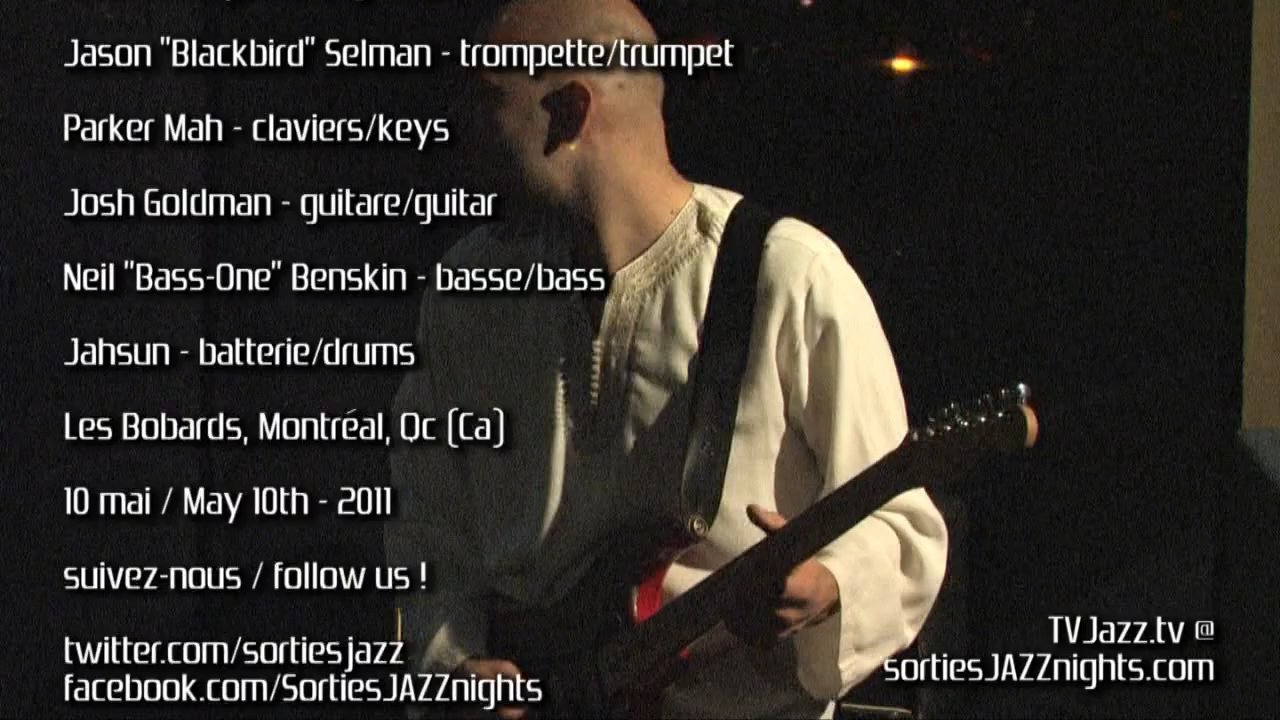 Jason "Blackbird" Selman - trompette/trumpet
Parker Mah - claviers/keys
Josh Goldman - guitare/guitar
Neil "Bass-One" Benskin - basse/bass
Jahsun - batterie/drums
Les Bobards, Montréal, Qc (Ca)
10 mai / May 10th - 2011
suivez-nous / follow us !
twitter.com/sortiesjazz
facebook.com/SortiesJAZZnights
TVJazz.tv @
sortiesJAZZnights.com